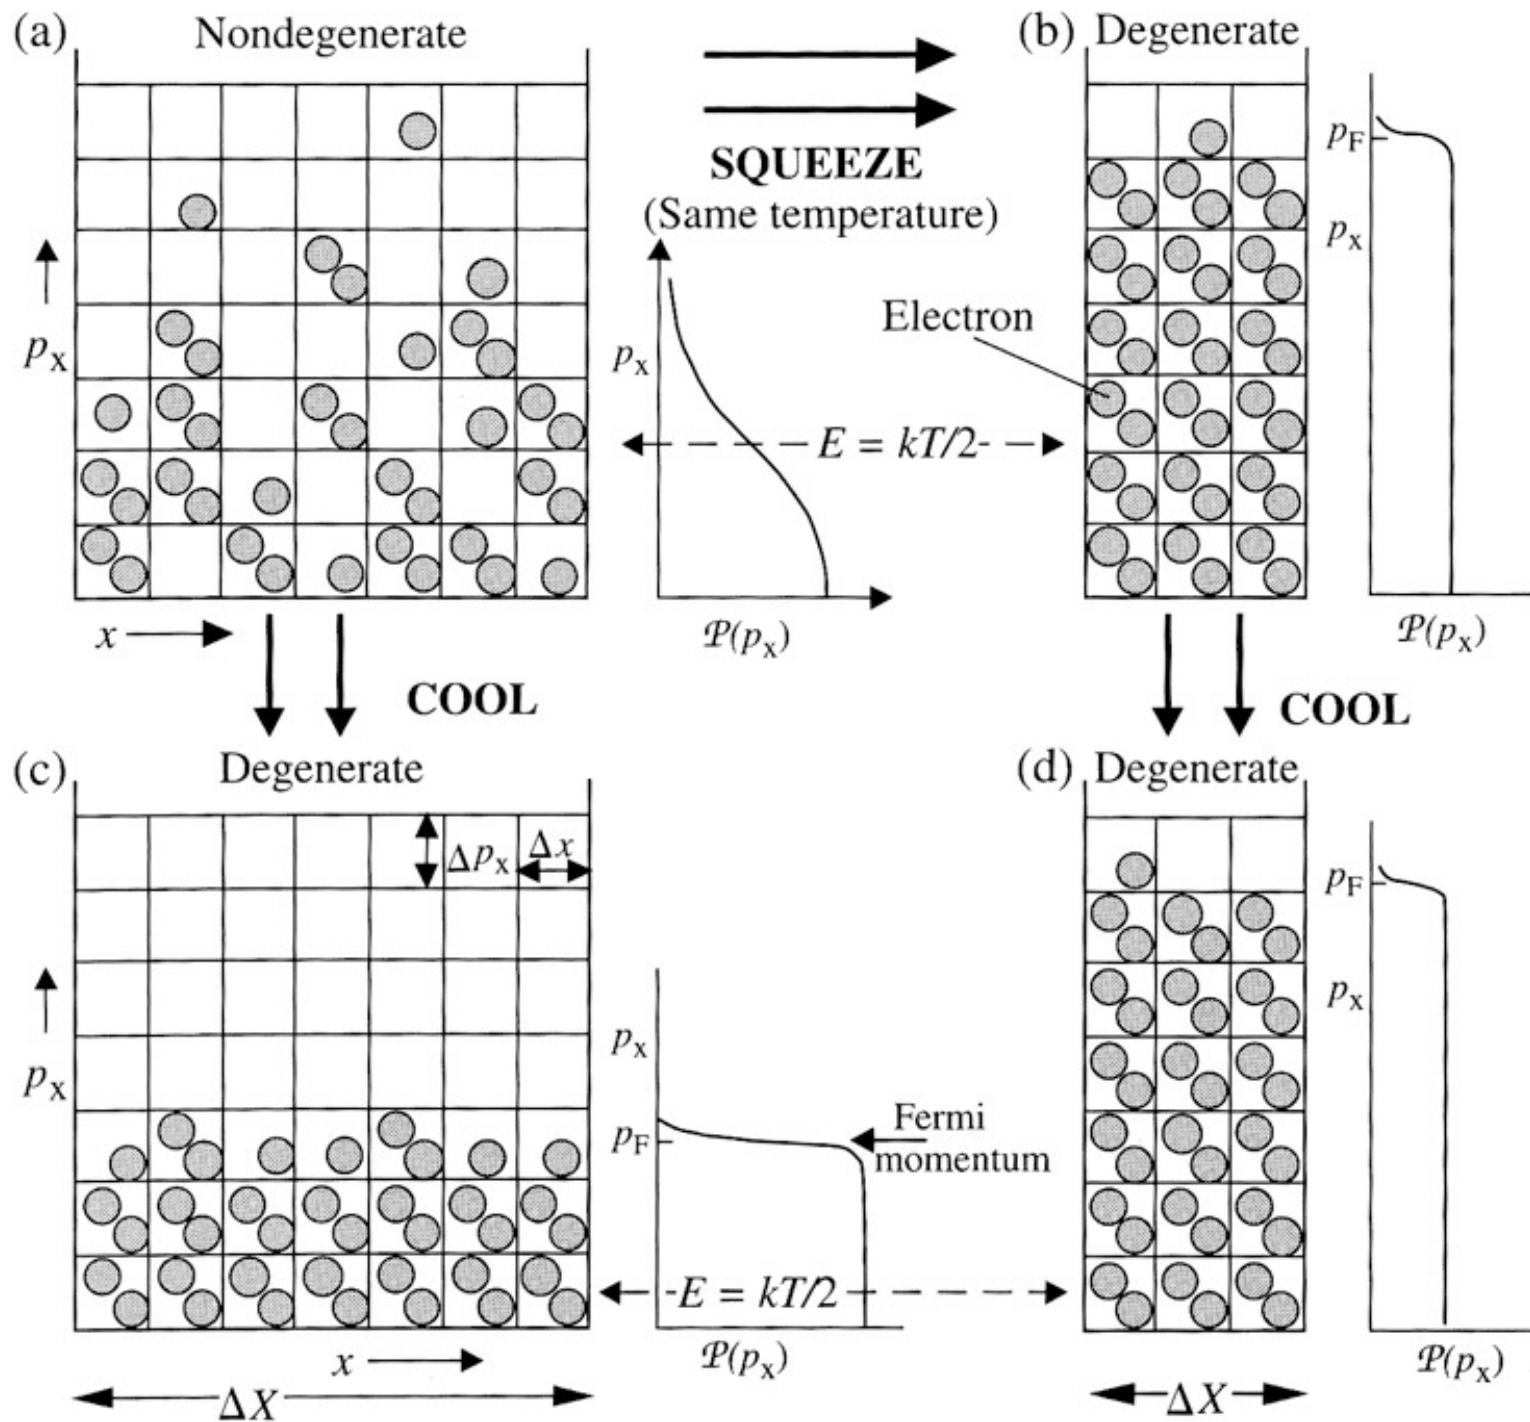 (a) Nondegenerate
SQUEEZE
(Same temperature)
(b) Degenerate
p_F
p_x
p_x
p_x
Electron
E = kT/2
x
𝒫(p_x)
𝒫(p_x)
COOL
COOL
(c) Degenerate
Δp_x
Δx
(d) Degenerate
p_F
p_x
p_x
p_x
p_F
Fermi
momentum
E = kT/2
x
𝒫(p_x)
𝒫(p_x)
ΔX
ΔX